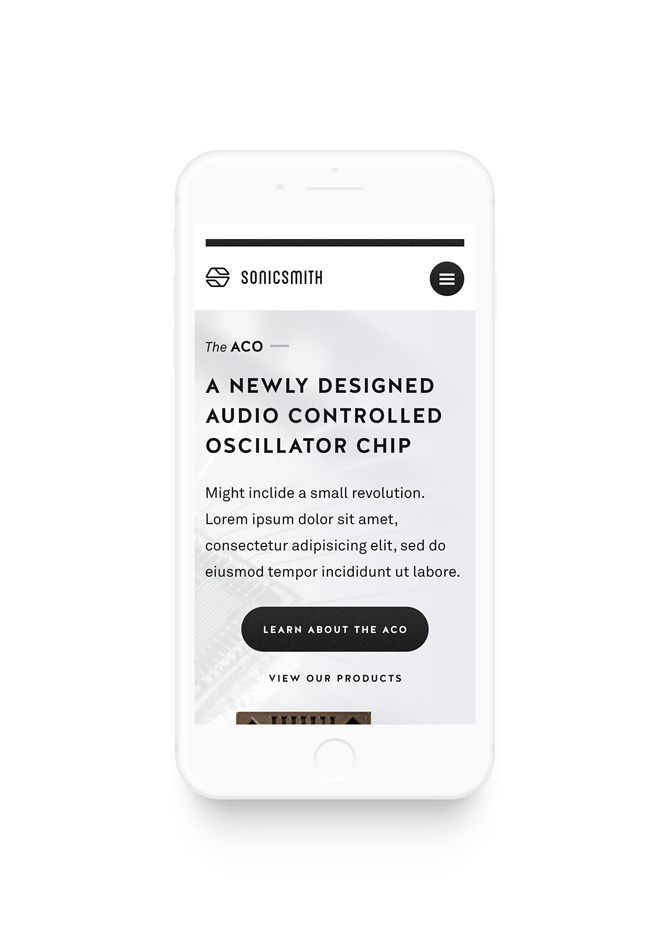 SONICSMITH
The ACO
A NEWLY DESIGNED
AUDIO CONTROLLED
OSCILLATOR CHIP
Might inclide a small revolution.
Lorem ipsum dolor sit amet,
consectetur adipisicing elit, sed do
eiusmod tempor incididunt ut labore.
LEARN ABOUT THE ACO
VIEW OUR PRODUCTS